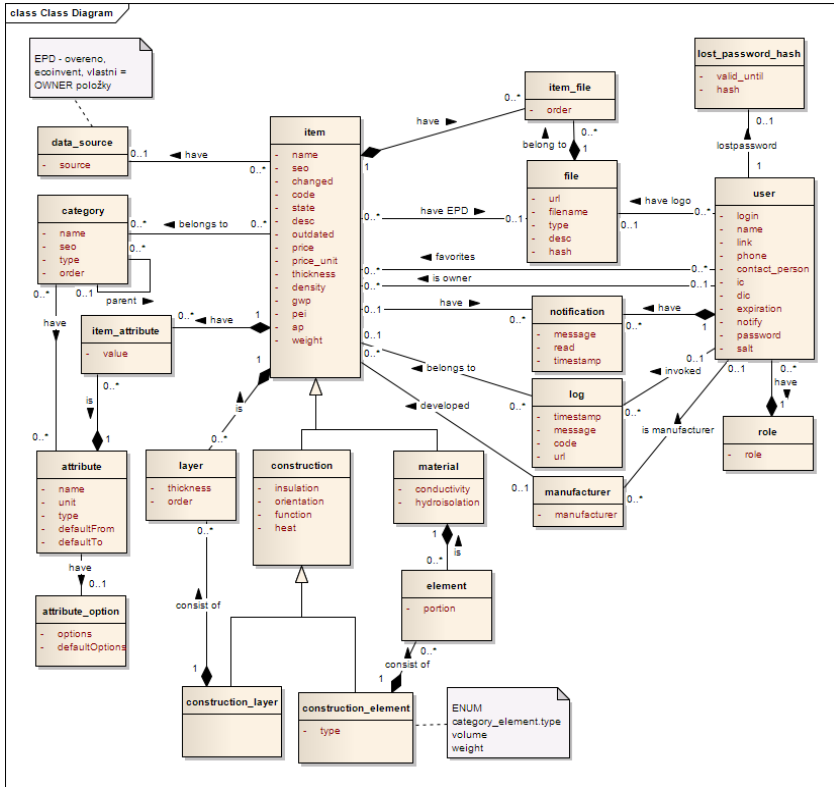 class Class Diagram
EPD - overeno,
ecoinvent, vlastni =
OWNER položky
data_source
- source
0..1
◄ have
0..*
category
- name
- seo
- type
- order
0..*
◄ belongs to
0..*
0..*
0..1
parent ►
0..*
have
▼
0..*
item
- name
- seo
- changed
- code
- state
- desc
- outdated
- price
- price_unit
- thickness
- density
- gwp
- pei
- ap
- weight
have ►
1
0..*
item_file
- order
0..*
belong to
▲
1
file
- url
- filename
- type
- desc
- hash
0..*
have EPD ►
0..1
◄ have logo
0..1
0..*
lost_password_hash
- valid_until
- hash
0..1
▲
lostpassword
1
user
- login
- name
- link
- phone
- contact_person
- ic
- dic
- expiration
- notify
- password
- salt
0..*
◄ favorites
0..*
0..*
◄ is owner
0..1
0..1
have ►
0..*
notification
- message
- read
- timestamp
◄ have
0..*
1
item_attribute
- value
0..*
◄ have
1
0..*
is
▼
1
attribute
- name
- unit
- type
- defaultFrom
- defaultTo
have
▼
0..1
attribute_option
- options
- defaultOptions
1
◄ is
0..*
layer
- thickness
- order
0..*
▲
consist of
1
construction_layer
construction
- insulation
- orientation
- function
- heat
material
- conductivity
- hydroisolation
1
▲
is
0..*
element
- portion
0..*
▲
consist of
1
construction_element
- type
ENUM
category_element.type
volume
weight
0..1
◄ belongs to
0..*
log
- timestamp
- message
- code
- url
0..1
◄ invoked
0..*
0..*
◄ developed
0..1
manufacturer
- manufacturer
0..1
▲
is manufacturer
0..*
0..*
◄ have
1
role
- role